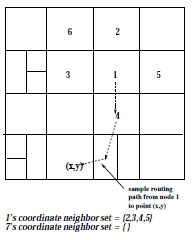 6 2
3 1 5
4
(x,y)
sample routing
path from node 1
to point (x,y)
1's coordinate neighbor set = {2,3,4,5}
7's coordinate neighbor set = { }